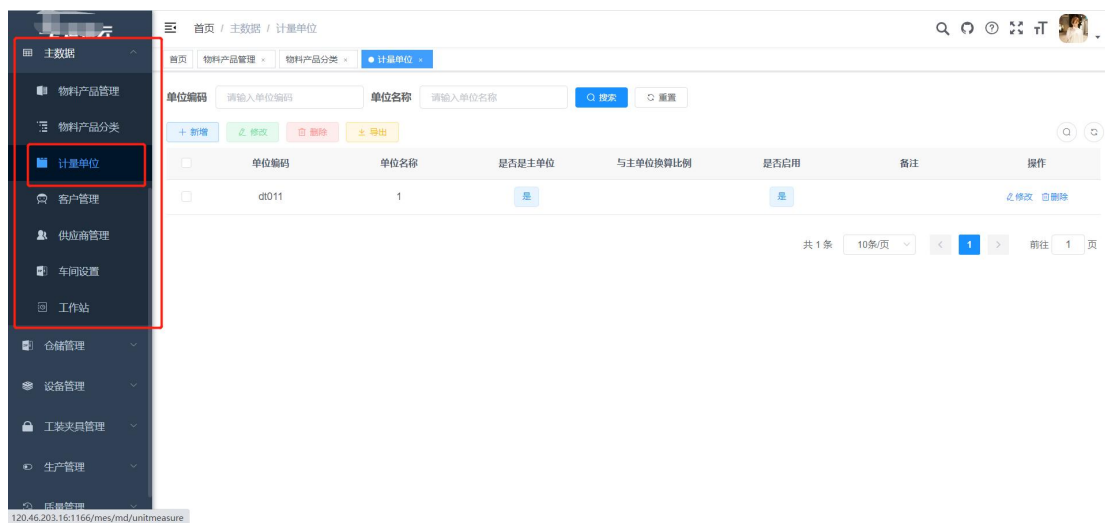 首页 / 主数据 / 计量单位
主数据
首页 物料产品管理 × 物料产品分类 × 计量单位 ×
物料产品管理
单位编码 请输入单位编码 单位名称 请输入单位名称 搜索 重置
物料产品分类
+ 新增 修改 删除 导出
计量单位
单位编码 单位名称 是否是主单位 与主单位换算比例 是否启用 备注 操作
客户管理
dt011 1 是 是 修改 删除
供应商管理
共 1 条 10条/页 < 1 > 前往 1 页
车间设置
工作站
仓储管理
设备管理
工装夹具管理
生产管理
质量管理
120.46.203.16:1166/mes/md/unitmeasure